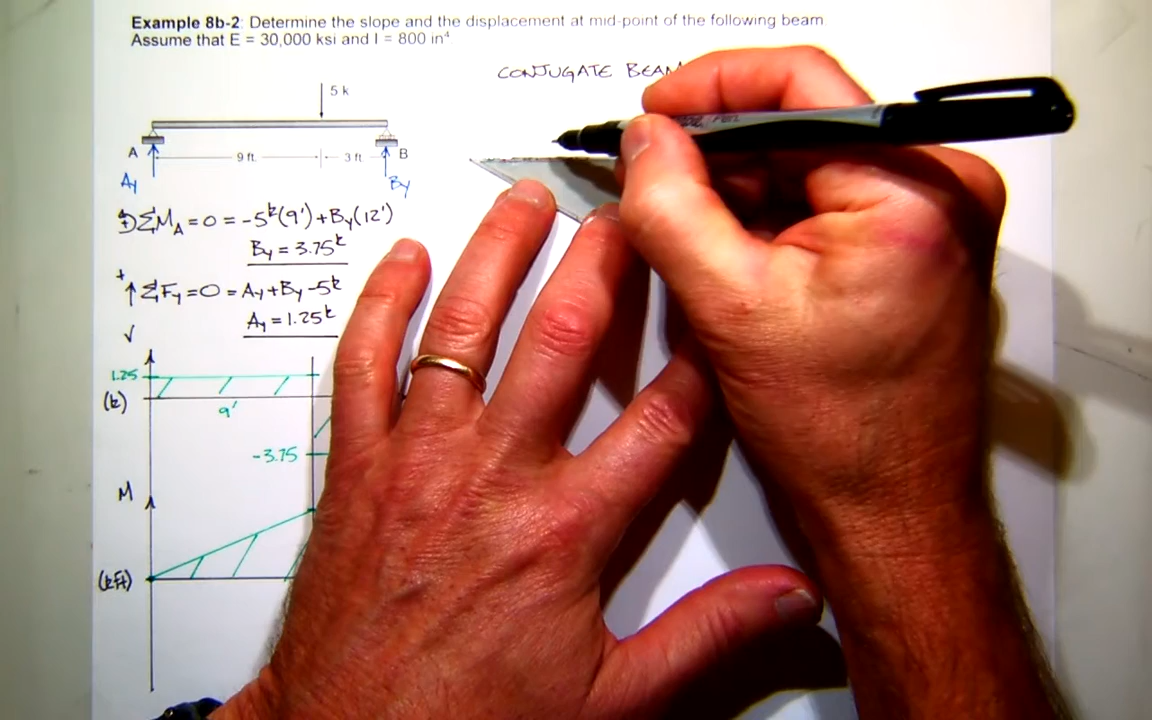 Example 8b-2: Determine the slope and the displacement at mid-point of the following beam.
Assume that E = 30,000 ksi and I = 800 in⁴
CONJUGATE BEAM
5 k
A
9 ft.
3 ft
B
Ay
By
ΣM_A = 0 = -5ᵏ(9') + By(12')
By = 3.75ᵏ
+↑ΣFy = 0 = Ay + By - 5ᵏ
Ay = 1.25ᵏ
V
1.25
(k)
9'
-3.75
M
(kft)